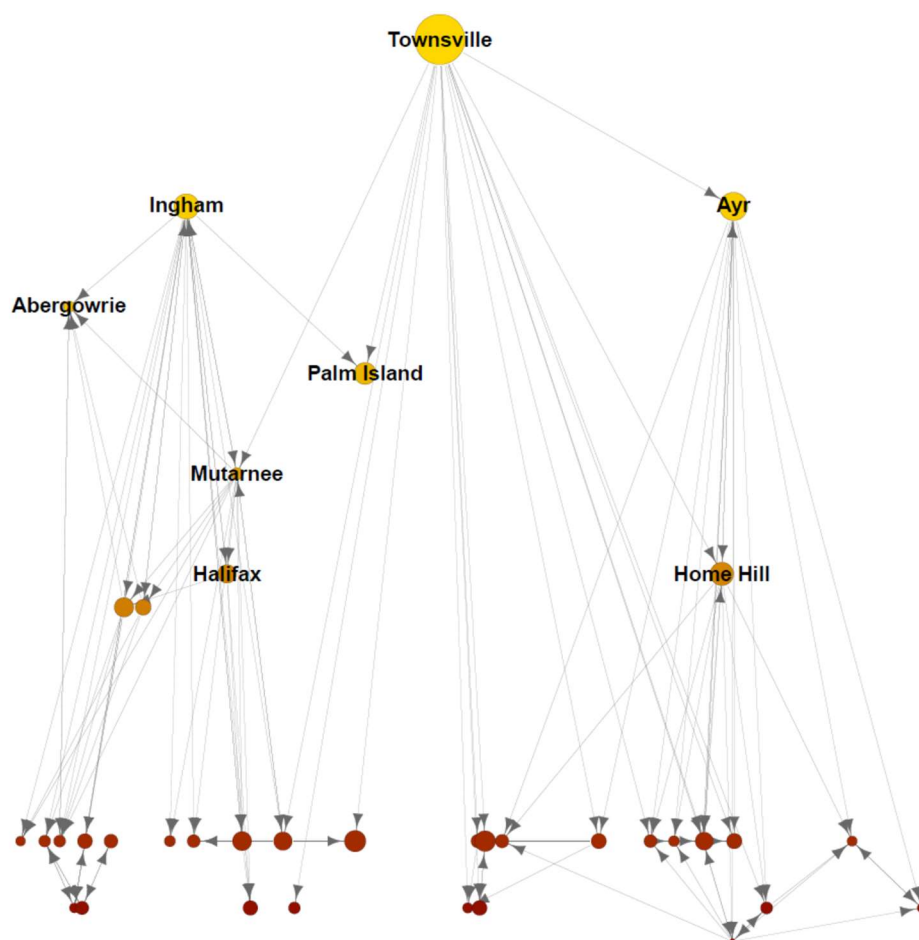 Townsville
Ingham
Ayr
Abergowrie
Palm Island
Mutarnee
Halifax
Home Hill